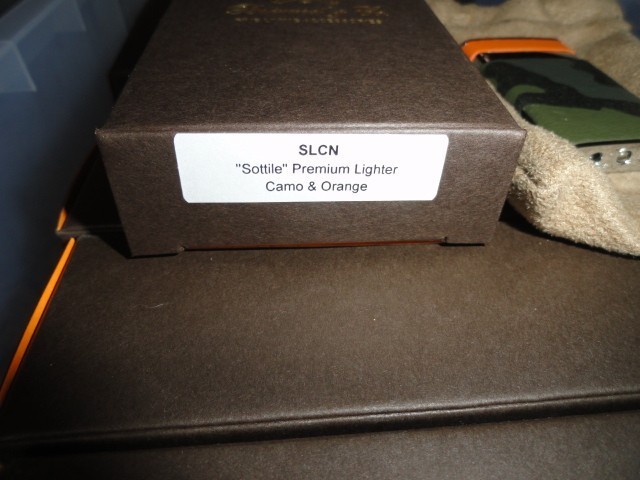 SLCN
"Sottile" Premium Lighter
Camo & Orange